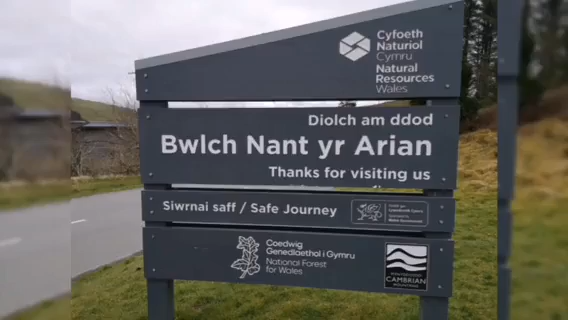 Cyfoeth
Naturiol
Cymru
Natural
Resources
Wales
Diolch am ddod
Bwlch Nant yr Arian
Thanks for visiting us
Siwrnai saff / Safe Journey
Coedwig
Genedlaethol i Gymru
National Forest
for Wales
CAMBRIAN